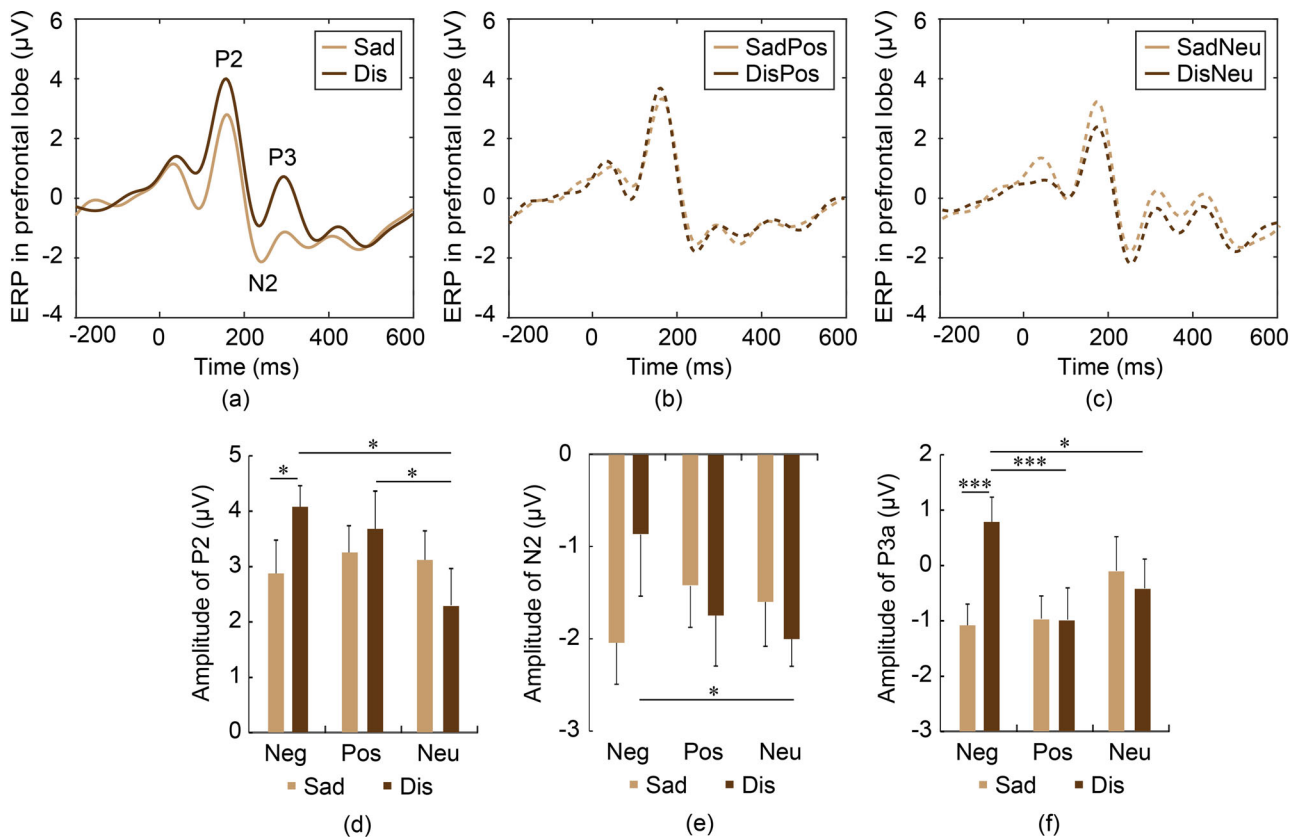 ERP in prefrontal lobe (µV)
6
4
2
0
-2
-4
Sad
Dis
P2
P3
N2
-200 0 200 400 600
Time (ms)
(a)
ERP in prefrontal lobe (µV)
6
4
2
0
-2
-4
SadPos
DisPos
-200 0 200 400 600
Time (ms)
(b)
ERP in prefrontal lobe (µV)
6
4
2
0
-2
-4
SadNeu
DisNeu
-200 0 200 400 600
Time (ms)
(c)
Amplitude of P2 (µV)
5
4
3
2
1
0
*
*
*
Neg Pos Neu
Sad Dis
(d)
Amplitude of N2 (µV)
0
-1
-2
-3
*
Neg Pos Neu
Sad Dis
(e)
Amplitude of P3a (µV)
2
1
0
-1
-2
-3
*
***
***
Neg Pos Neu
Sad Dis
(f)